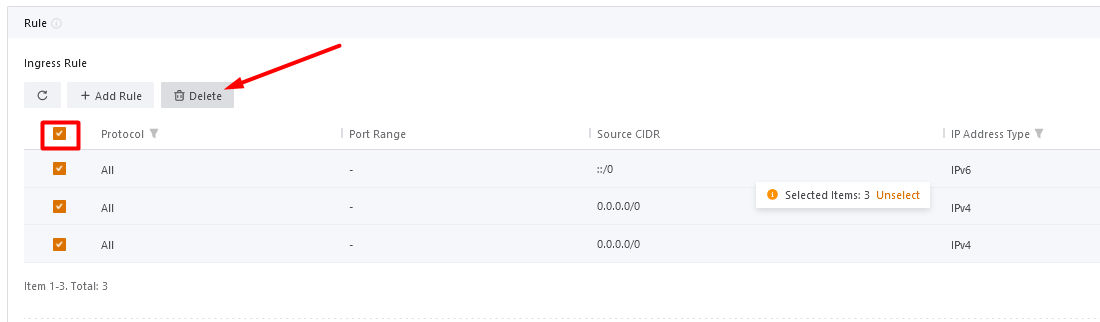 Rule
Ingress Rule
+ Add Rule Delete
Protocol Port Range Source CIDR IP Address Type
All - ::/0 IPv6
Selected Items: 3 Unselect
All - 0.0.0.0/0 IPv4
All - 0.0.0.0/0 IPv4
Item 1-3. Total: 3